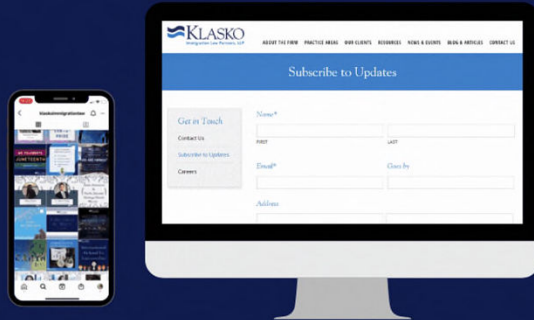 KLASKO
Immigration Law Partners, LLP
ABOUT THE FIRM PRACTICE AREAS OUR CLIENTS RESOURCES NEWS & EVENTS BLOG & ARTICLES CONTACT US
Subscribe to Updates
Get in Touch
Contact Us
Subscribe to Updates
Careers
Name*
FIRST
LAST
Email*
Goes by
Address
klaskoimmigrationlaw
JUNETEENTH